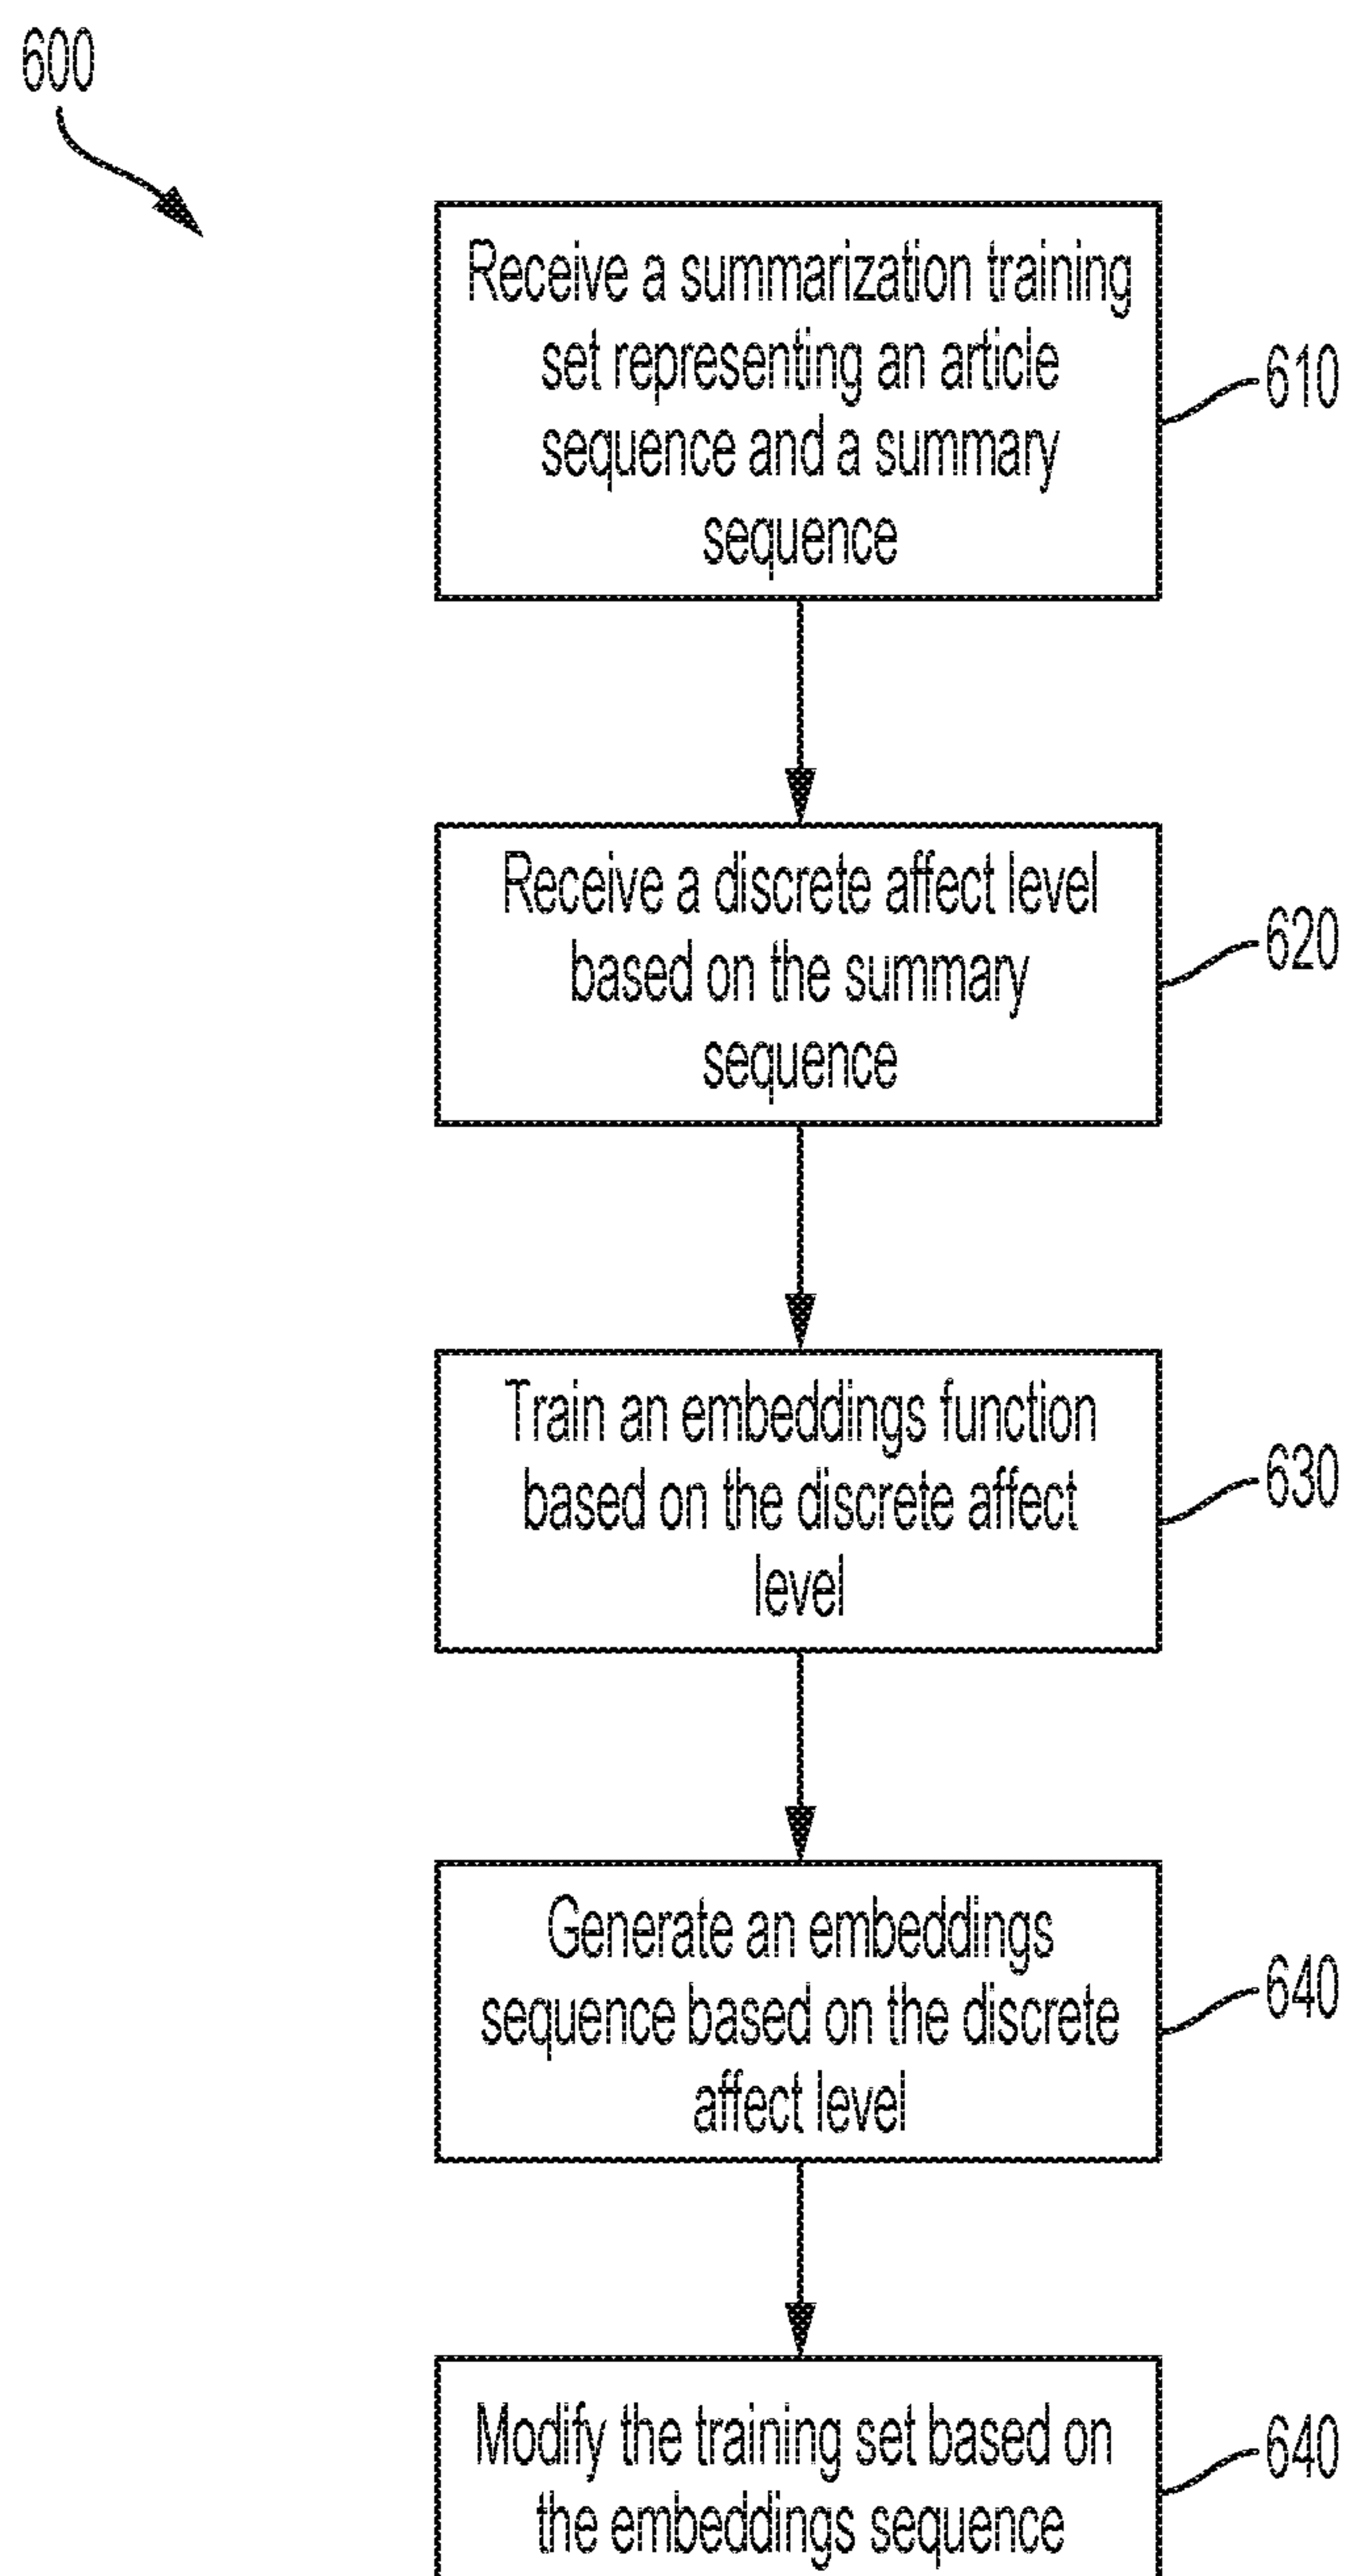 600
Receive a summarization training
set representing an article
sequence and a summary
sequence
610
Receive a discrete affect level
based on the summary
sequence
620
Train an embeddings function
based on the discrete affect
level
630
Generate an embeddings
sequence based on the discrete
affect level
640
Modify the training set based on
the embeddings sequence
640